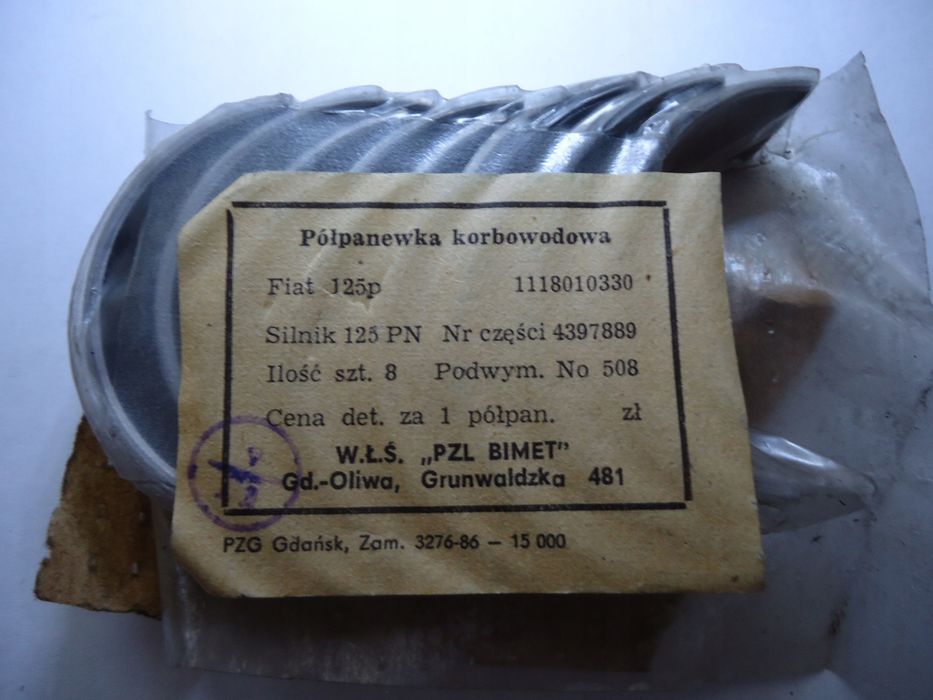 Półpanewka korbowodowa
Fiat 125p 1118010330
Silnik 125 PN Nr części 4397889
Ilość szt. 8 Podwym. No 508
Cena det. za 1 półpan. zł
W.Ł.Ś. „PZL BIMET”
Gd.-Oliwa, Grunwaldzka 481
PZG Gdańsk, Zam. 3276-86 — 15 000